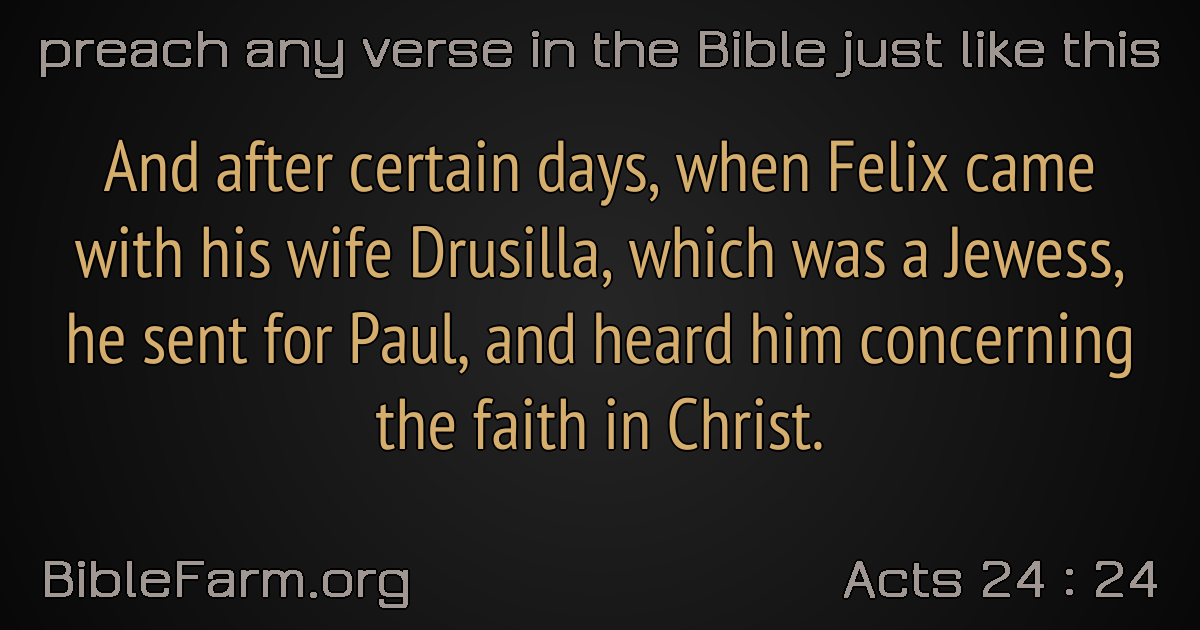 preach any verse in the Bible just like this
And after certain days, when Felix came
with his wife Drusilla, which was a Jewess,
he sent for Paul, and heard him concerning
the faith in Christ.
BibleFarm.org
Acts 24 : 24